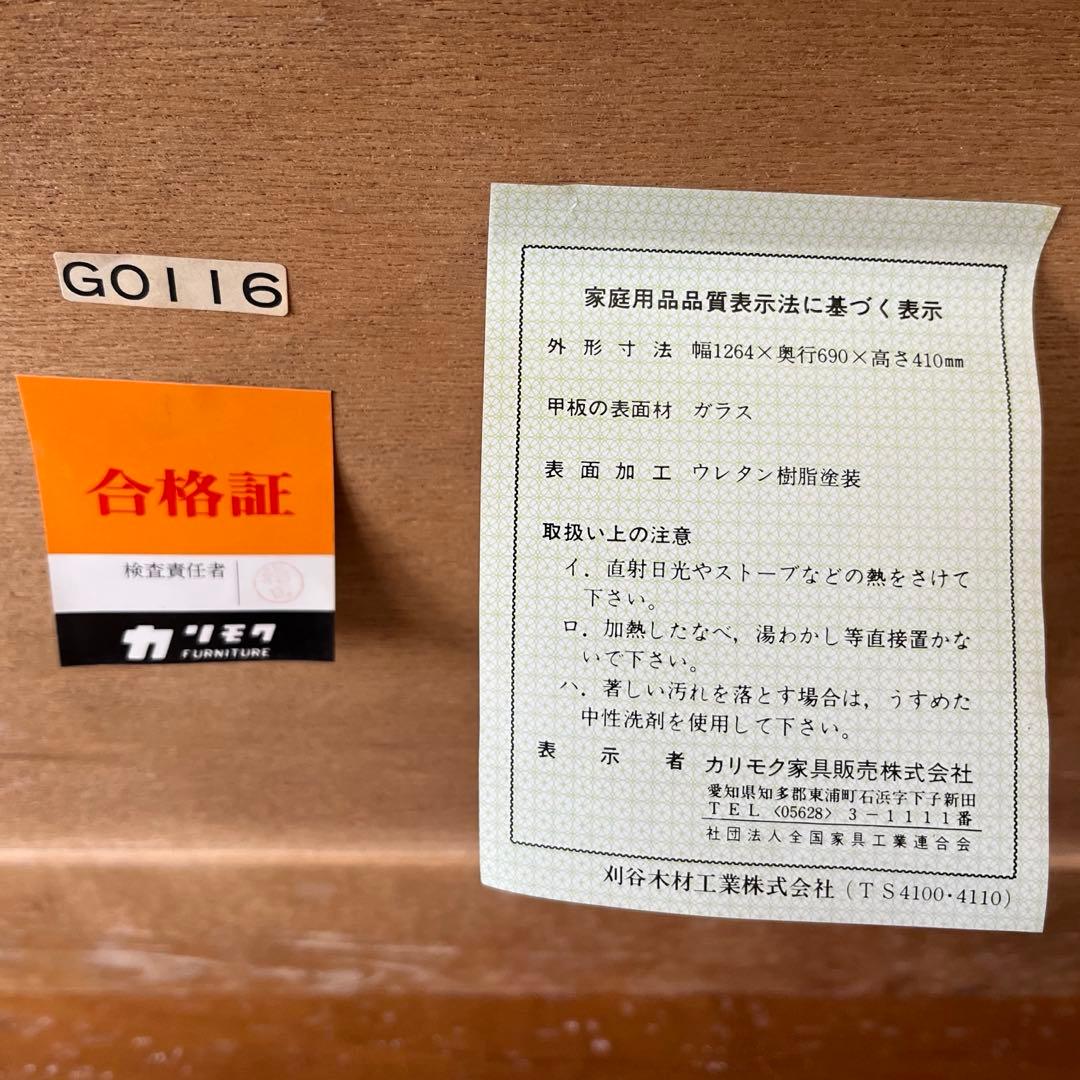 G0116
合格証
検査責任者
カリモク
FURNITURE
家庭用品品質表示法に基づく表示
外形寸法 幅1264×奥行690×高さ410mm
甲板の表面材 ガラス
表面加工 ウレタン樹脂塗装
取扱い上の注意
イ．直射日光やストーブなどの熱をさけて
下さい。
ロ．加熱したなべ，湯わかし等直接置かな
いで下さい。
ハ．著しい汚れを落とす場合は，うすめた
中性洗剤を使用して下さい。
表示者 カリモク家具販売株式会社
愛知県知多郡東浦町石浜字下子新田
TEL〈05628〉3－1111番
社団法人全国家具工業連合会
刈谷木材工業株式会社（TS4100・4110）